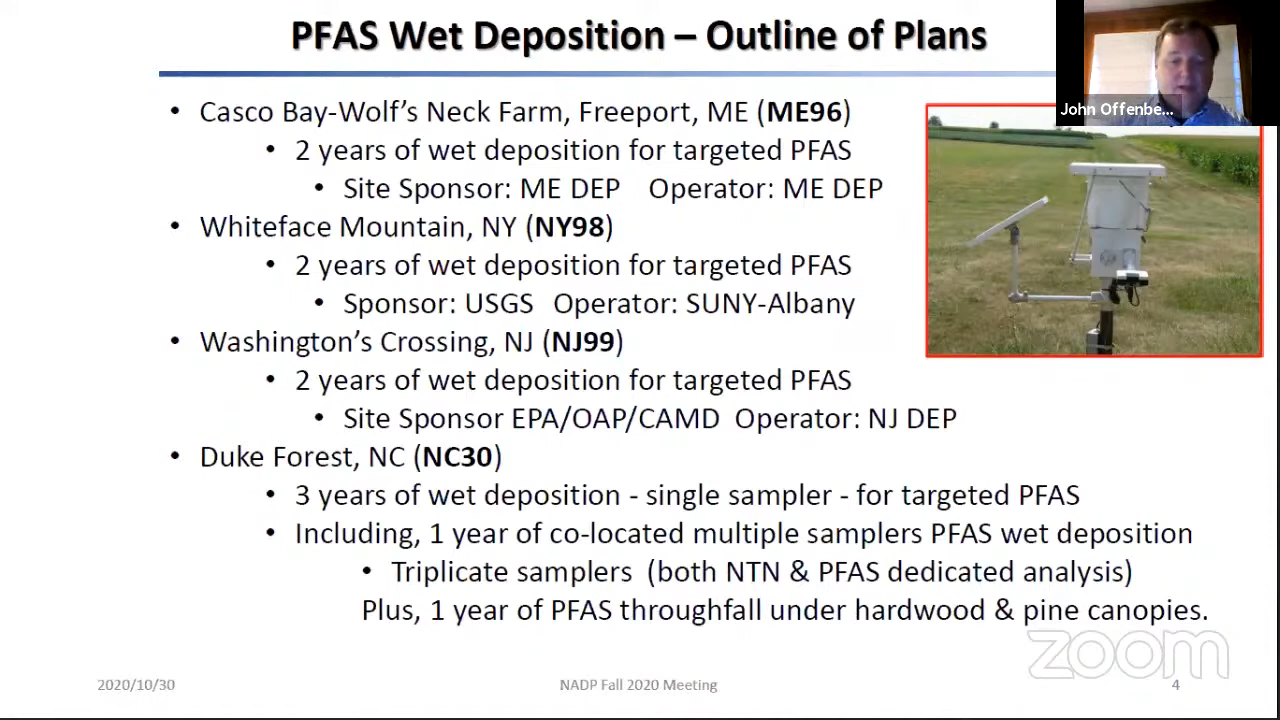 PFAS Wet Deposition – Outline of Plans
John Offenbe...
• Casco Bay-Wolf's Neck Farm, Freeport, ME (ME96)
• 2 years of wet deposition for targeted PFAS
• Site Sponsor: ME DEP Operator: ME DEP
• Whiteface Mountain, NY (NY98)
• 2 years of wet deposition for targeted PFAS
• Sponsor: USGS Operator: SUNY-Albany
• Washington's Crossing, NJ (NJ99)
• 2 years of wet deposition for targeted PFAS
• Site Sponsor EPA/OAP/CAMD Operator: NJ DEP
• Duke Forest, NC (NC30)
• 3 years of wet deposition - single sampler - for targeted PFAS
• Including, 1 year of co-located multiple samplers PFAS wet deposition
• Triplicate samplers (both NTN & PFAS dedicated analysis)
Plus, 1 year of PFAS throughfall under hardwood & pine canopies.
zoom
2020/10/30 NADP Fall 2020 Meeting 4